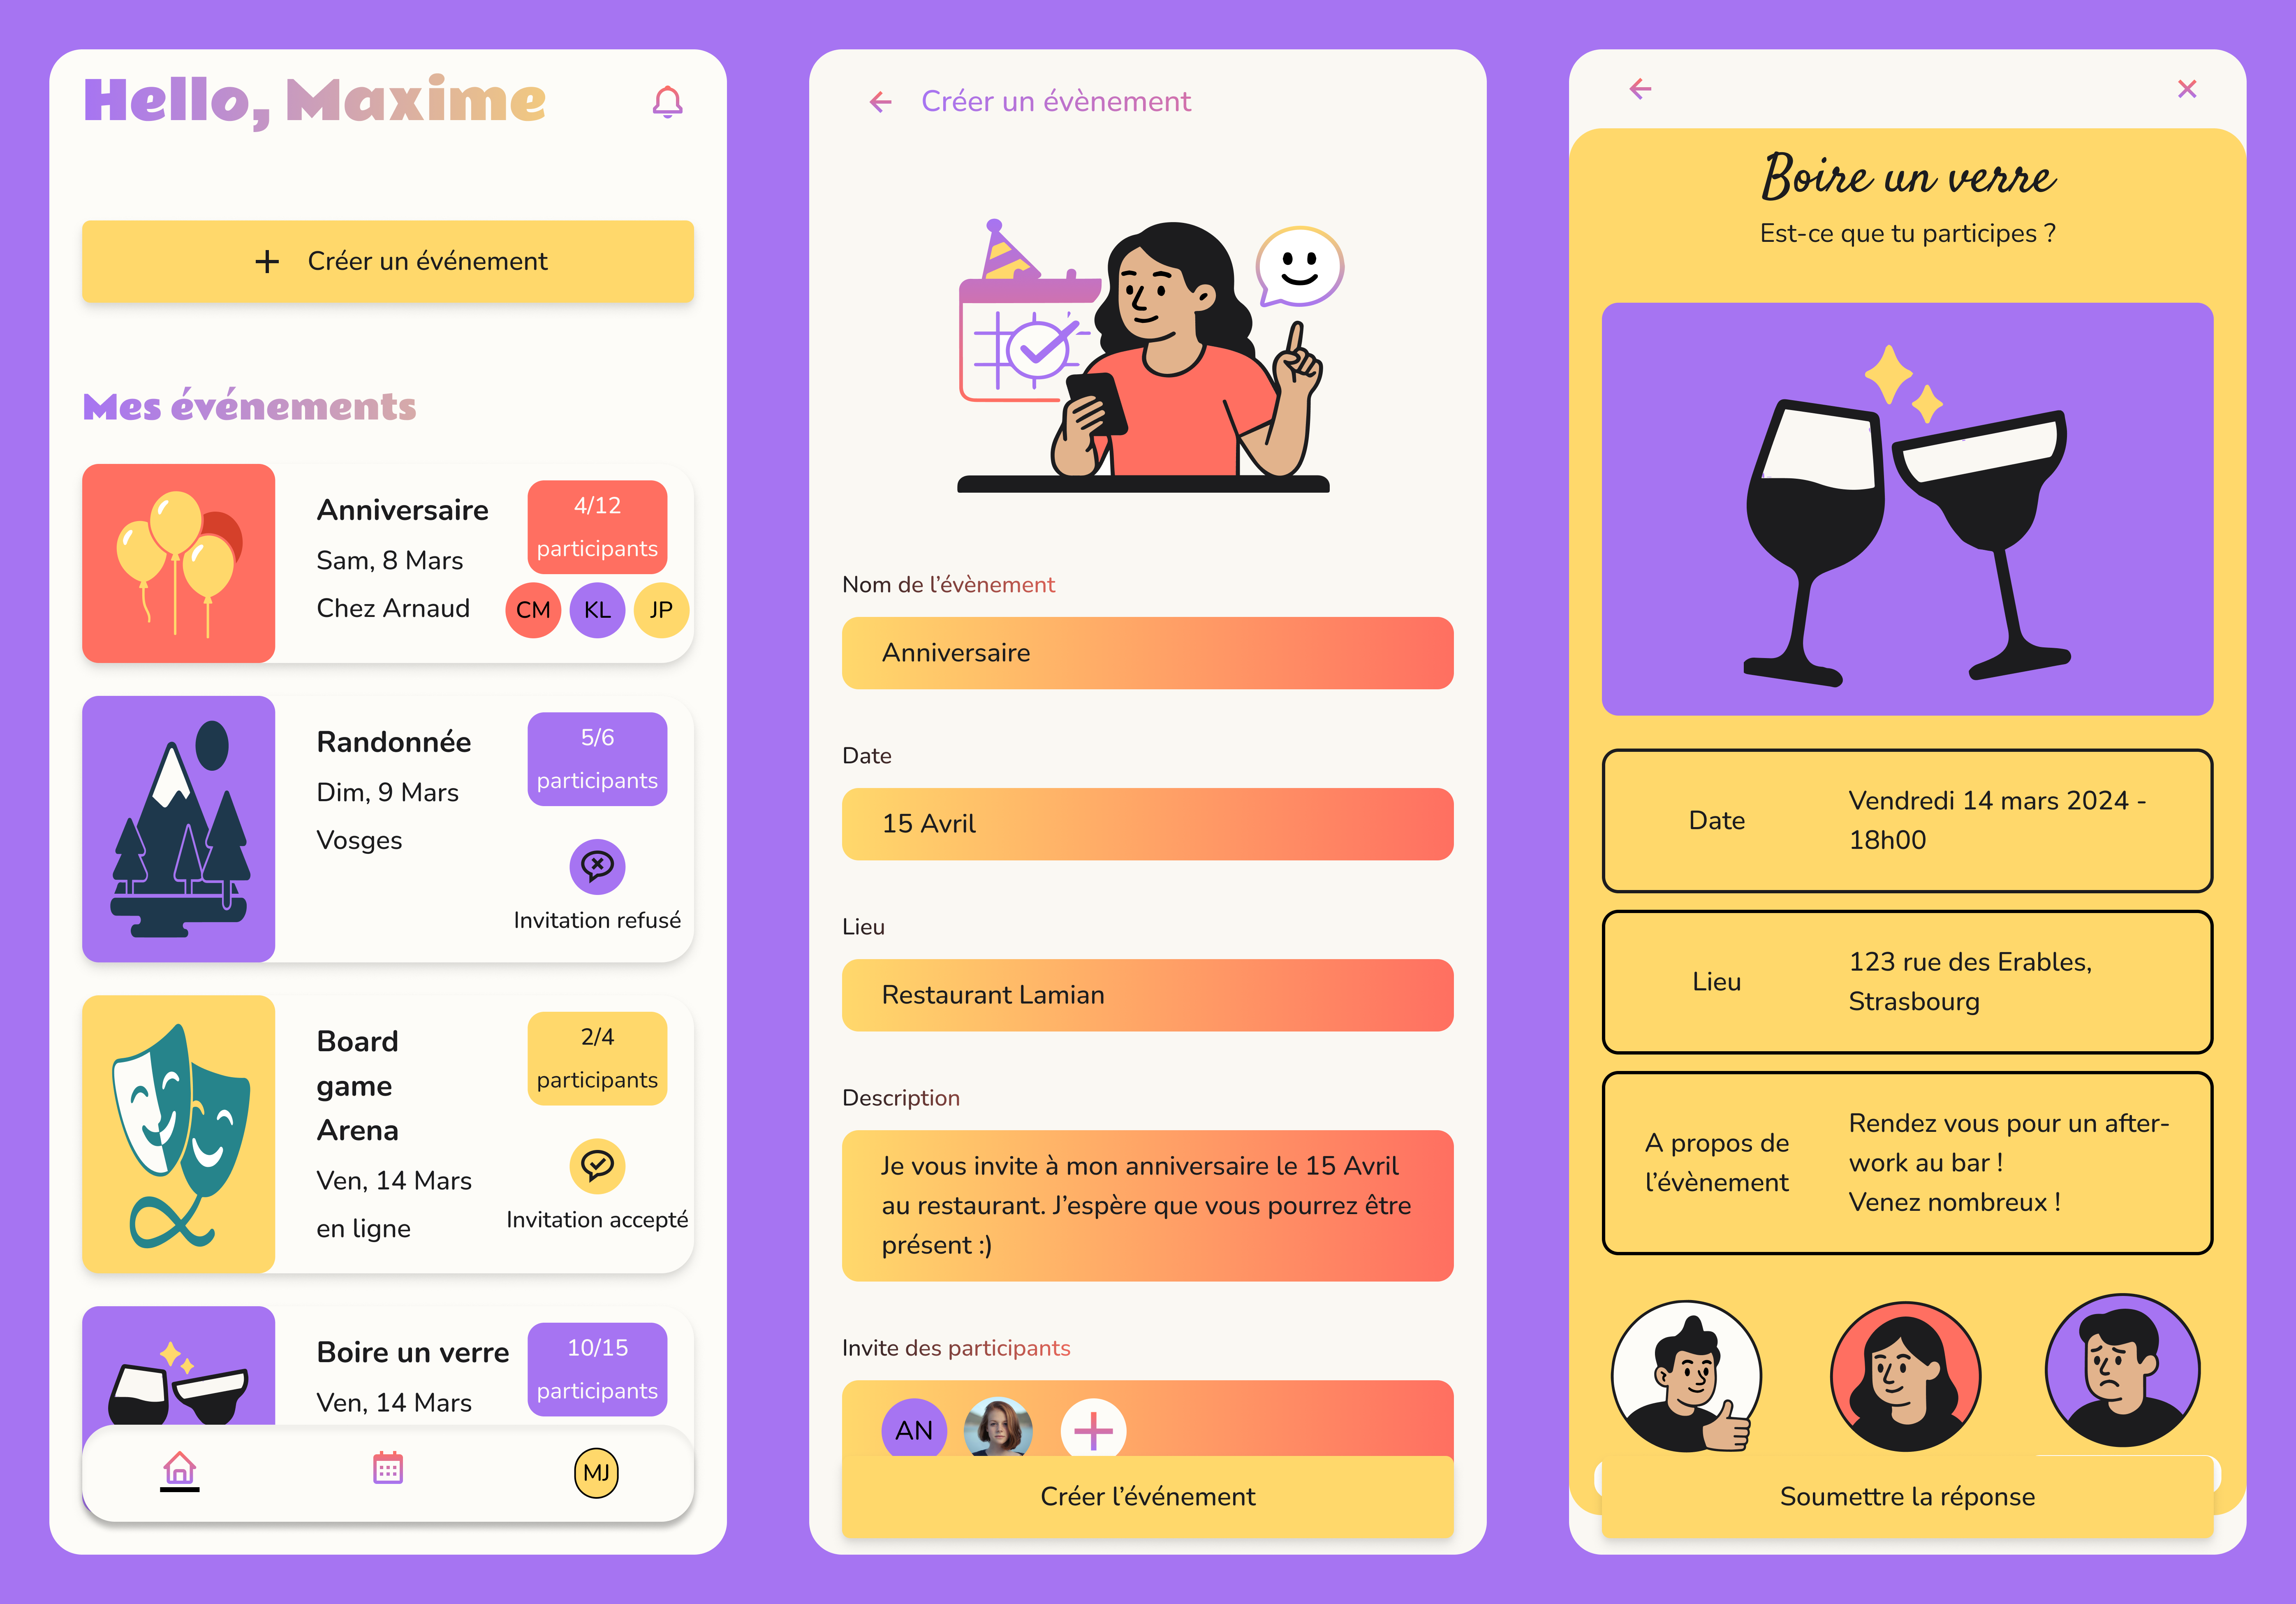 Hello, Maxime
Créer un événement
Mes événements
Anniversaire
Sam, 8 Mars
Chez Arnaud
4/12
participants
CM
KL
JP
Randonnée
Dim, 9 Mars
Vosges
5/6
participants
Invitation refusé
Board
game
Arena
Ven, 14 Mars
en ligne
2/4
participants
Invitation accepté
Boire un verre
Ven, 14 Mars
10/15
participants
MJ
Créer un évènement
Nom de l’évènement
Anniversaire
Date
15 Avril
Lieu
Restaurant Lamian
Description
Je vous invite à mon anniversaire le 15 Avril
au restaurant. J’espère que vous pourrez être
présent :)
Invite des participants
AN
Créer l’événement
Boire un verre
Est-ce que tu participes ?
Date
Vendredi 14 mars 2024 -
18h00
Lieu
123 rue des Erables,
Strasbourg
A propos de
l’évènement
Rendez vous pour un after-
work au bar !
Venez nombreux !
Soumettre la réponse